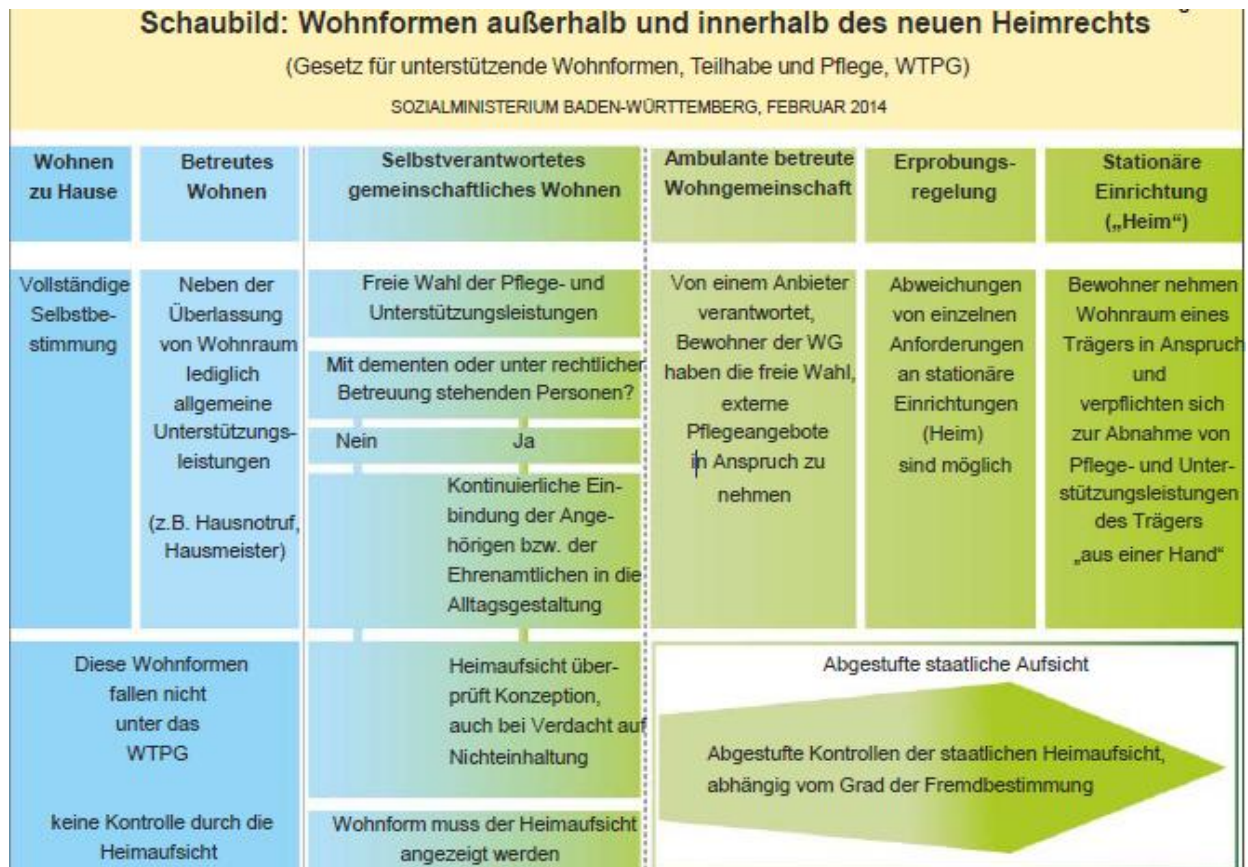 Schaubild: Wohnformen außerhalb und innerhalb des neuen Heimrechts
(Gesetz für unterstützende Wohnformen, Teilhabe und Pflege, WTPG)
SOZIALMINISTERIUM BADEN-WÜRTTEMBERG, FEBRUAR 2014
Wohnen
zu Hause
Betreutes
Wohnen
Selbstverantwortetes
gemeinschaftliches Wohnen
Ambulante betreute
Wohngemeinschaft
Erprobungs-
regelung
Stationäre
Einrichtung
(„Heim“)
Vollständige
Selbstbe-
stimmung
Neben der
Überlassung
von Wohnraum
lediglich
allgemeine
Unterstützungs-
leistungen
(z.B. Hausnotruf,
Hausmeister)
Freie Wahl der Pflege- und
Unterstützungsleistungen
Mit dementen oder unter rechtlicher
Betreuung stehenden Personen?
Nein Ja
Kontinuierliche Ein-
bindung der Ange-
hörigen bzw. der
Ehrenamtlichen in die
Alltagsgestaltung
Von einem Anbieter
verantwortet,
Bewohner der WG
haben die freie Wahl,
externe
Pflegeangebote
in Anspruch zu
nehmen
Abweichungen
von einzelnen
Anforderungen
an stationäre
Einrichtungen
(Heim)
sind möglich
Bewohner nehmen
Wohnraum eines
Trägers in Anspruch
und
verpflichten sich
zur Abnahme von
Pflege- und Unter-
stützungsleistungen
des Trägers
„aus einer Hand“
Diese Wohnformen
fallen nicht
unter das
WTPG
keine Kontrolle durch die
Heimaufsicht
Heimaufsicht über-
prüft Konzeption,
auch bei Verdacht auf
Nichteinhaltung
Wohnform muss der Heimaufsicht
angezeigt werden
Abgestufte staatliche Aufsicht
Abgestufte Kontrollen der staatlichen Heimaufsicht,
abhängig vom Grad der Fremdbestimmung